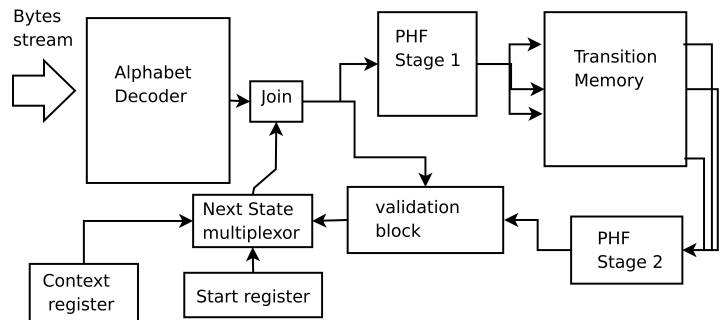 Bytes
stream
Alphabet
Decoder
Join
PHF
Stage 1
Transition
Memory
Next State
multiplexor
validation
block
PHF
Stage 2
Context
register
Start register